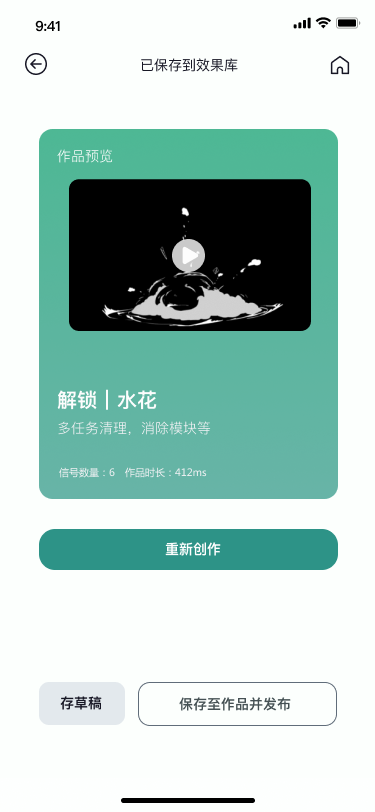 9:41
已保存到效果库
作品预览
解锁｜水花
多任务清理，消除模块等
信号数量：6 作品时长：412ms
重新创作
存草稿
保存至作品并发布